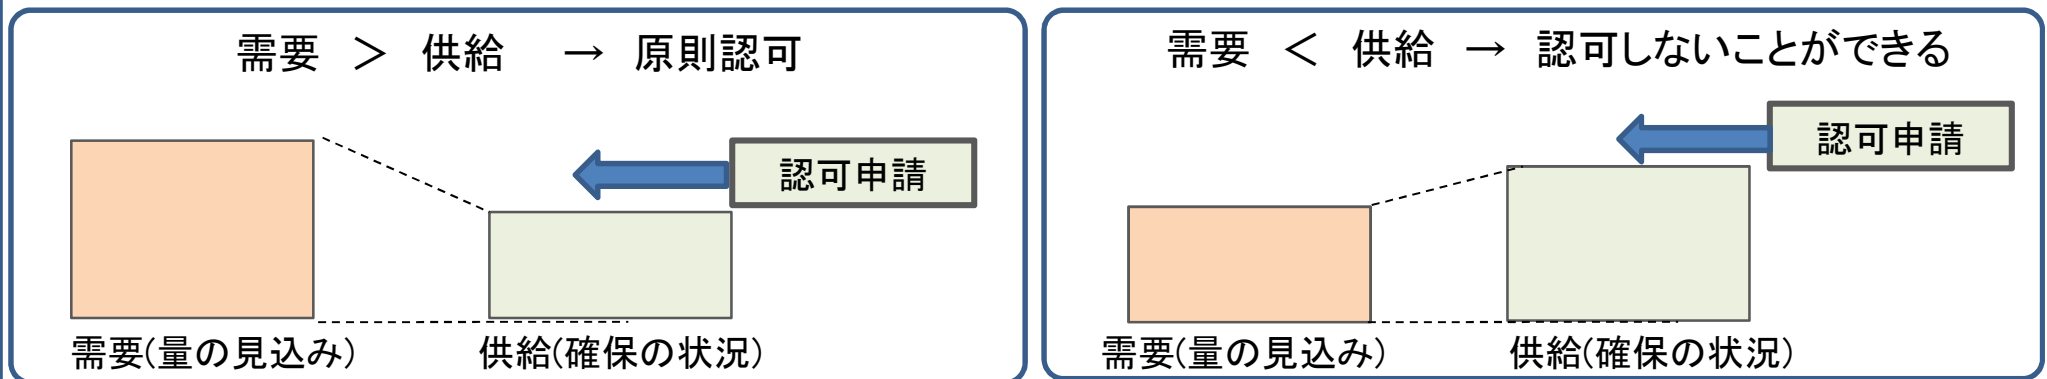 需要 ＞ 供給 → 原則認可
認可申請
需要(量の見込み)
供給(確保の状況)
需要 ＜ 供給 → 認可しないことができる
認可申請
需要(量の見込み)
供給(確保の状況)